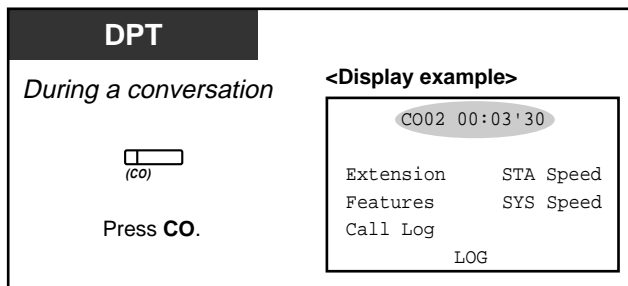 DPT
During a conversation
(CO)
Press CO.
<Display example>
CO02 00:03'30
Extension STA Speed
Features SYS Speed
Call Log
LOG